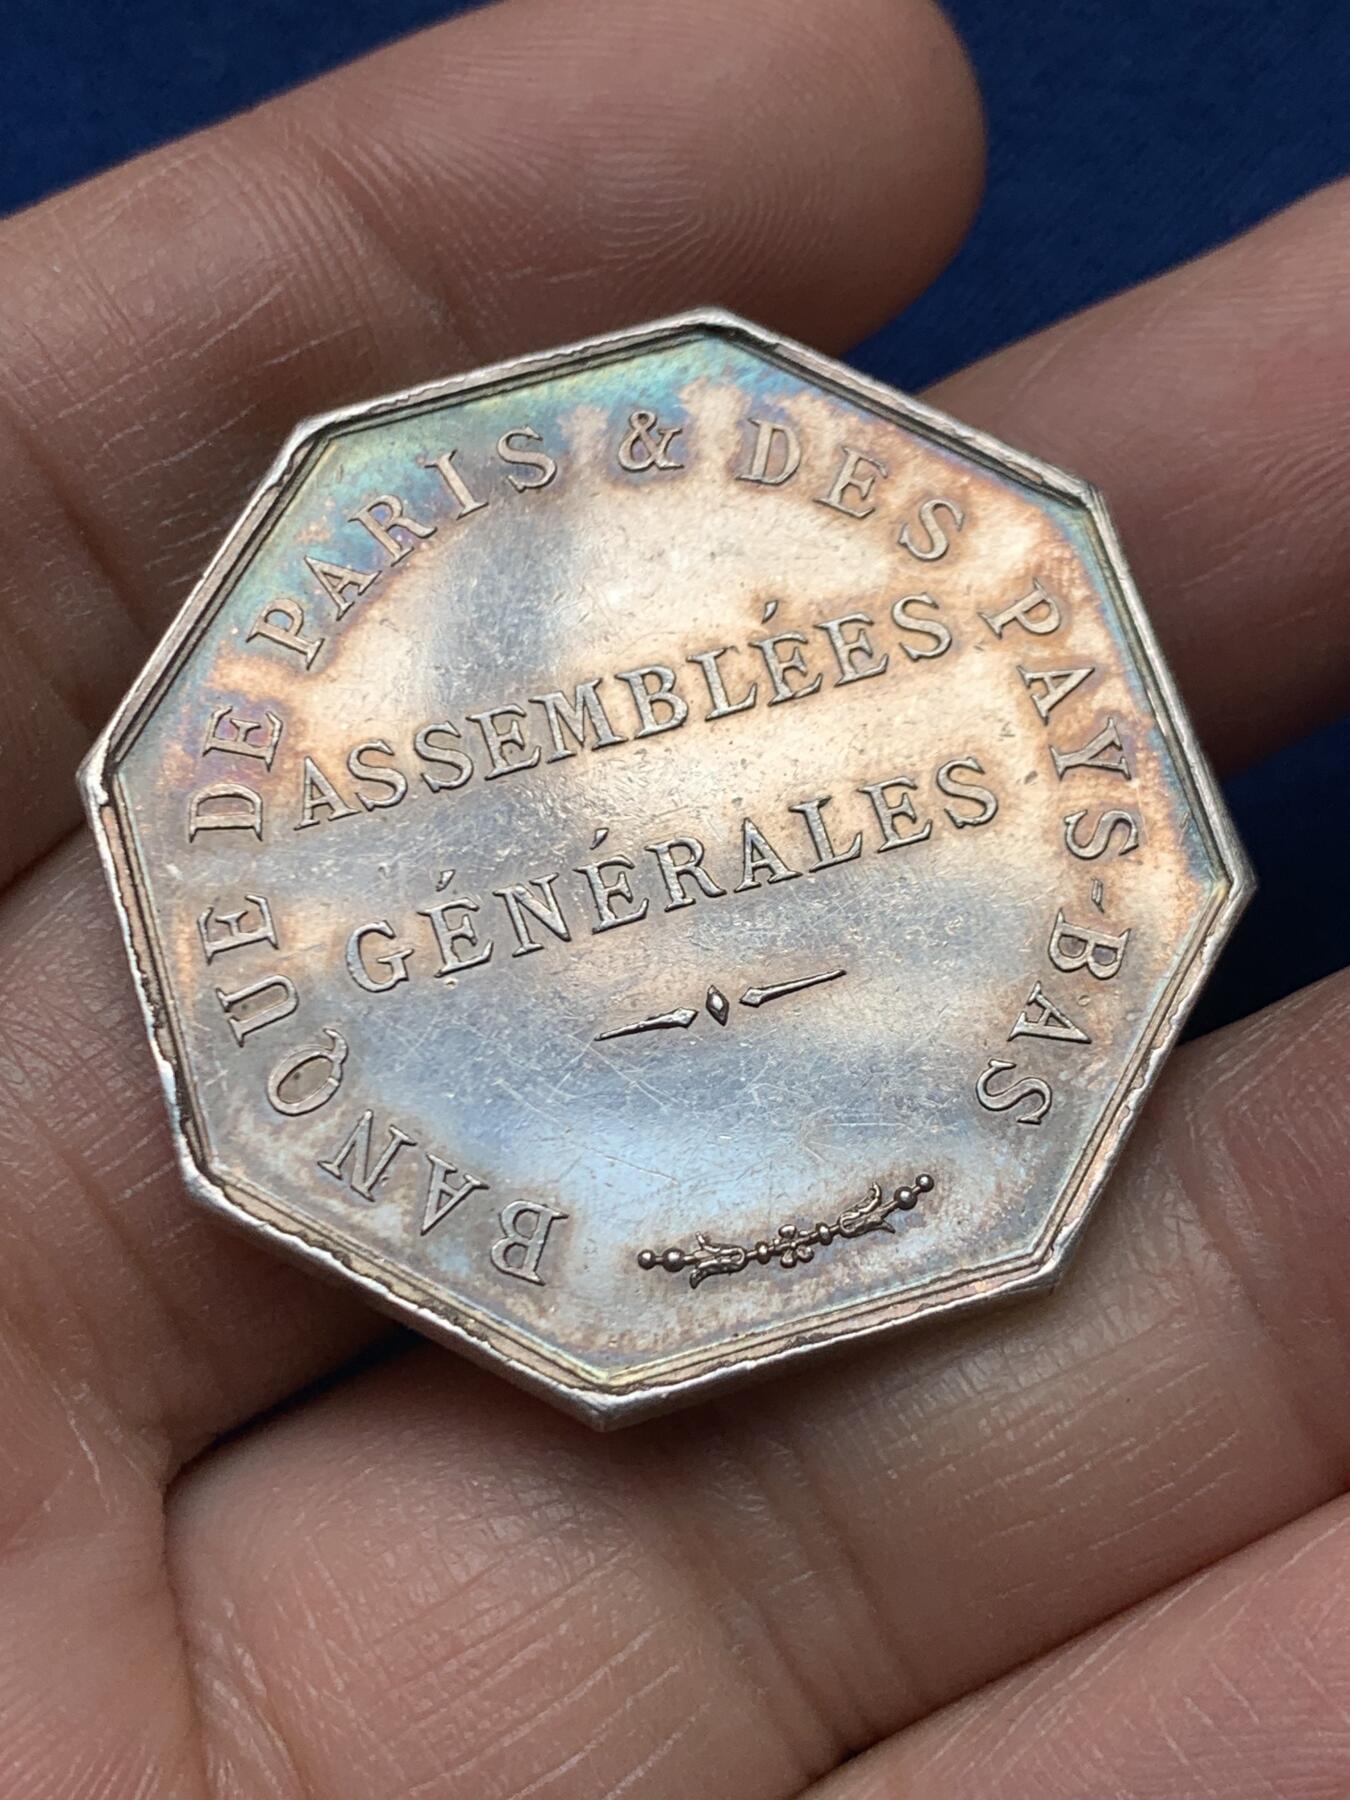 BANQUE DE PARIS & DES PAYS-BAS
ASSEMBLÉES
GÉNÉRALES